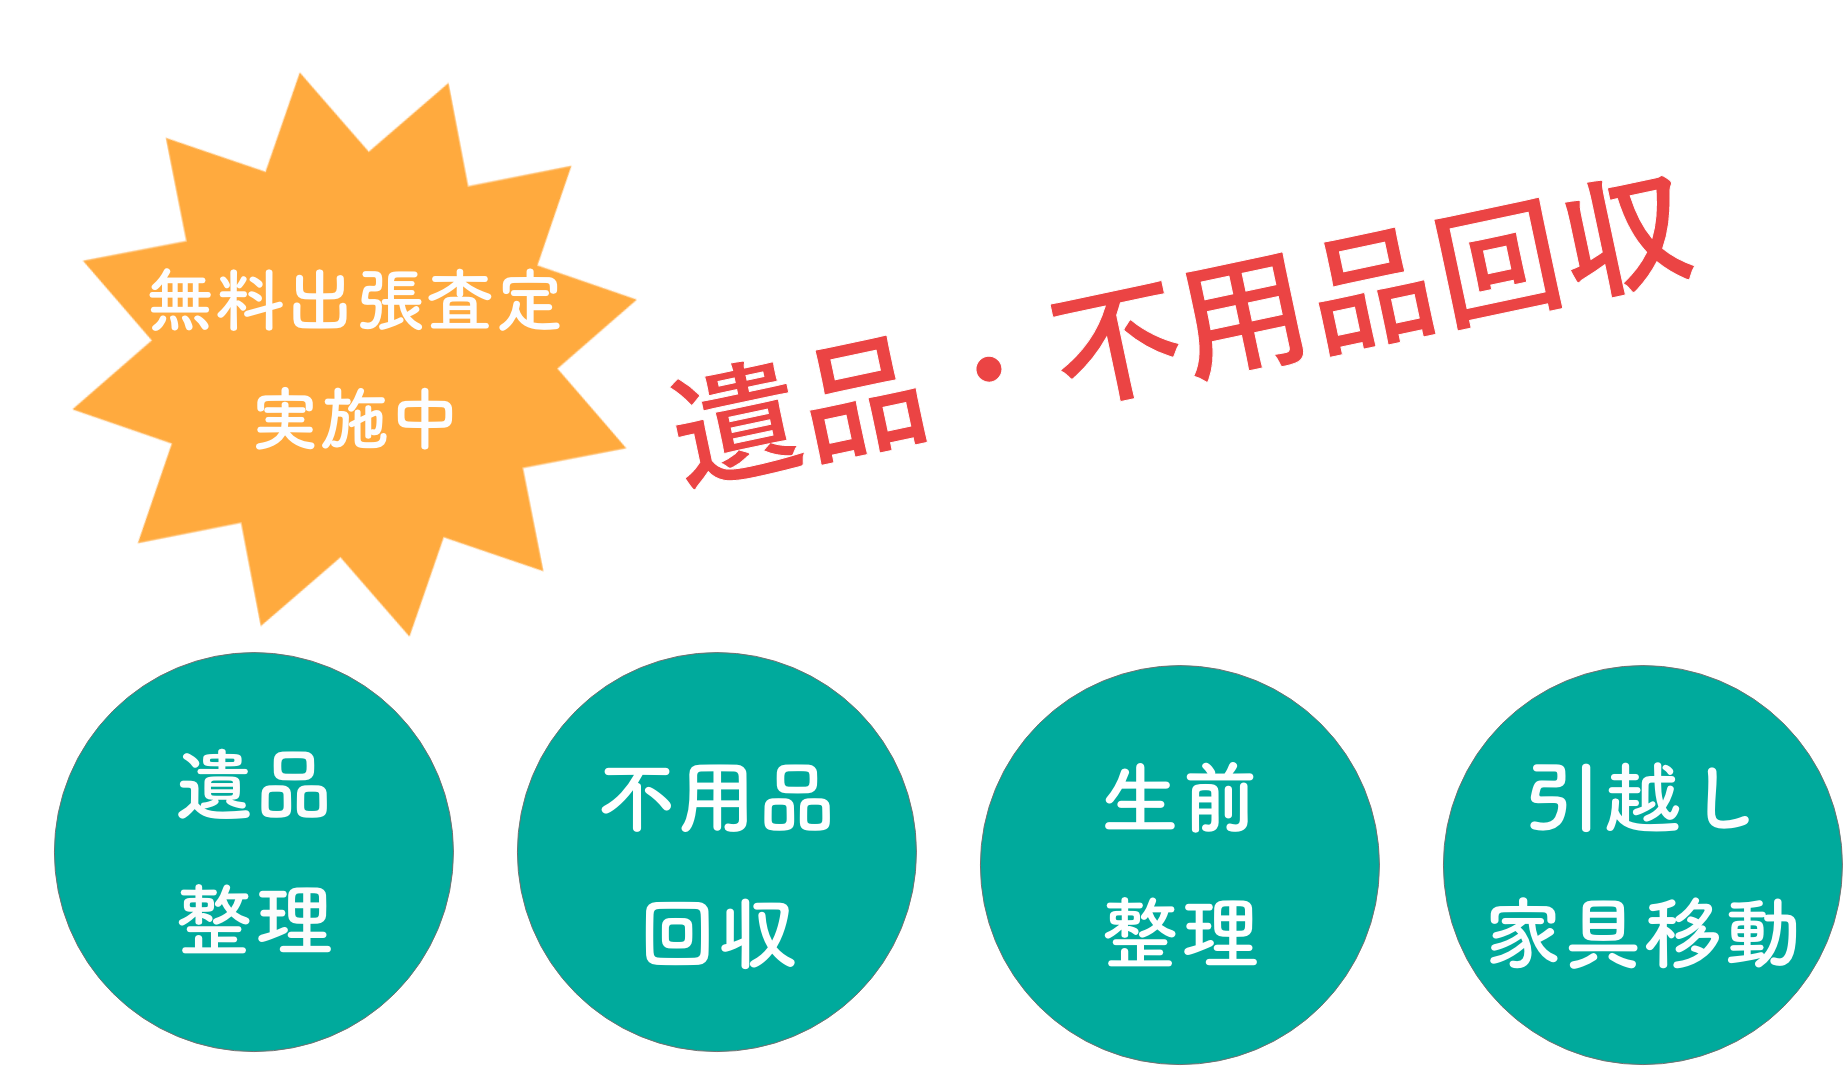 無料出張査定
実施中
遺品・不用品回収
遺品
整理
不用品
回収
生前
整理
引越し
家具移動